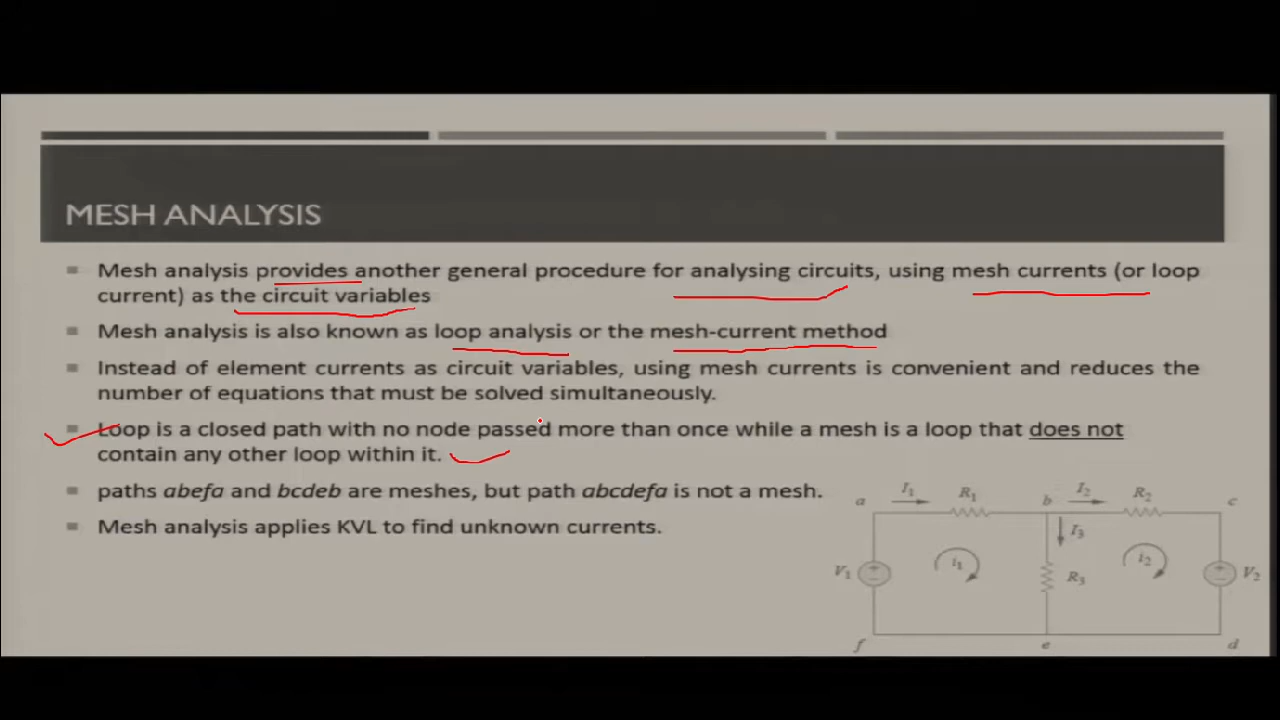 MESH ANALYSIS
Mesh analysis provides another general procedure for analysing circuits, using mesh currents (or loop
current) as the circuit variables
Mesh analysis is also known as loop analysis or the mesh-current method
Instead of element currents as circuit variables, using mesh currents is convenient and reduces the
number of equations that must be solved simultaneously.
Loop is a closed path with no node passed more than once while a mesh is a loop that does not
contain any other loop within it.
paths abefa and bcdeb are meshes, but path abcdefa is not a mesh.
Mesh analysis applies KVL to find unknown currents.
a I1 R1 b I2 R2 c
I3
V1 i1 R3 i2 V2
f e d